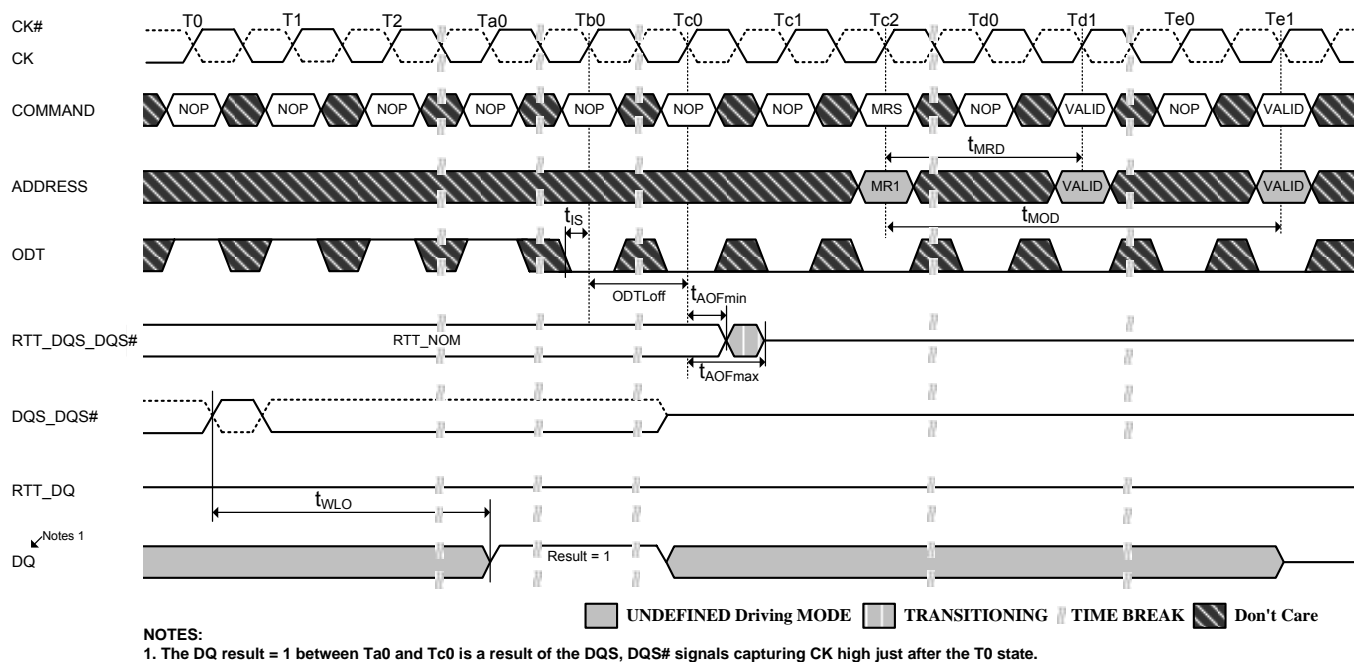 T0 T1 T2 Ta0 Tb0 Tc0 Tc1 Tc2 Td0 Td1 Te0 Te1
CK#
CK
COMMAND NOP NOP NOP NOP NOP NOP NOP MRS NOP VALID NOP VALID
tMRD
ADDRESS MR1 VALID VALID
tIS tMOD
ODT
ODTLoff tAOFmin
RTT_DQS_DQS# RTT_NOM
tAOFmax
DQS_DQS#
RTT_DQ
tWLO
Notes 1
DQ Result = 1
UNDEFINED Driving MODE TRANSITIONING TIME BREAK Don't Care
NOTES:
1. The DQ result = 1 between Ta0 and Tc0 is a result of the DQS, DQS# signals capturing CK high just after the T0 state.